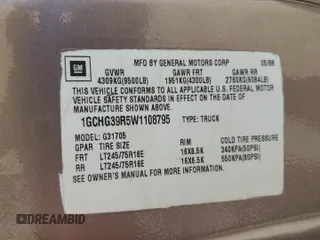 GM
MFD BY GENERAL MOTORS CORP 05/98
GVWR GAWR FRT GAWR RR
4309KG(9500LB) 1951KG(4300LB) 2760KG(6084LB)
THIS VEHICLE CONFORMS TO ALL APPLICABLE U.S. FEDERAL MOTOR
VEHICLE SAFETY STANDARDS IN EFFECT ON THE DATE OF
MANUFACTURE SHOWN ABOVE.
1GCHG39R5W1108795 TYPE: TRUCK
MODEL: G31705
GPAR TIRE SIZE RIM COLD TIRE PRESSURE
FRT LT245/75R16E 16X6.5K 340KPA(50PSI)
RR LT245/75R16E 16X6.5K 550KPA(80PSI)
SEE OWNER'S MANUAL FOR ADDITIONAL INFORMATION.
DREAMBID